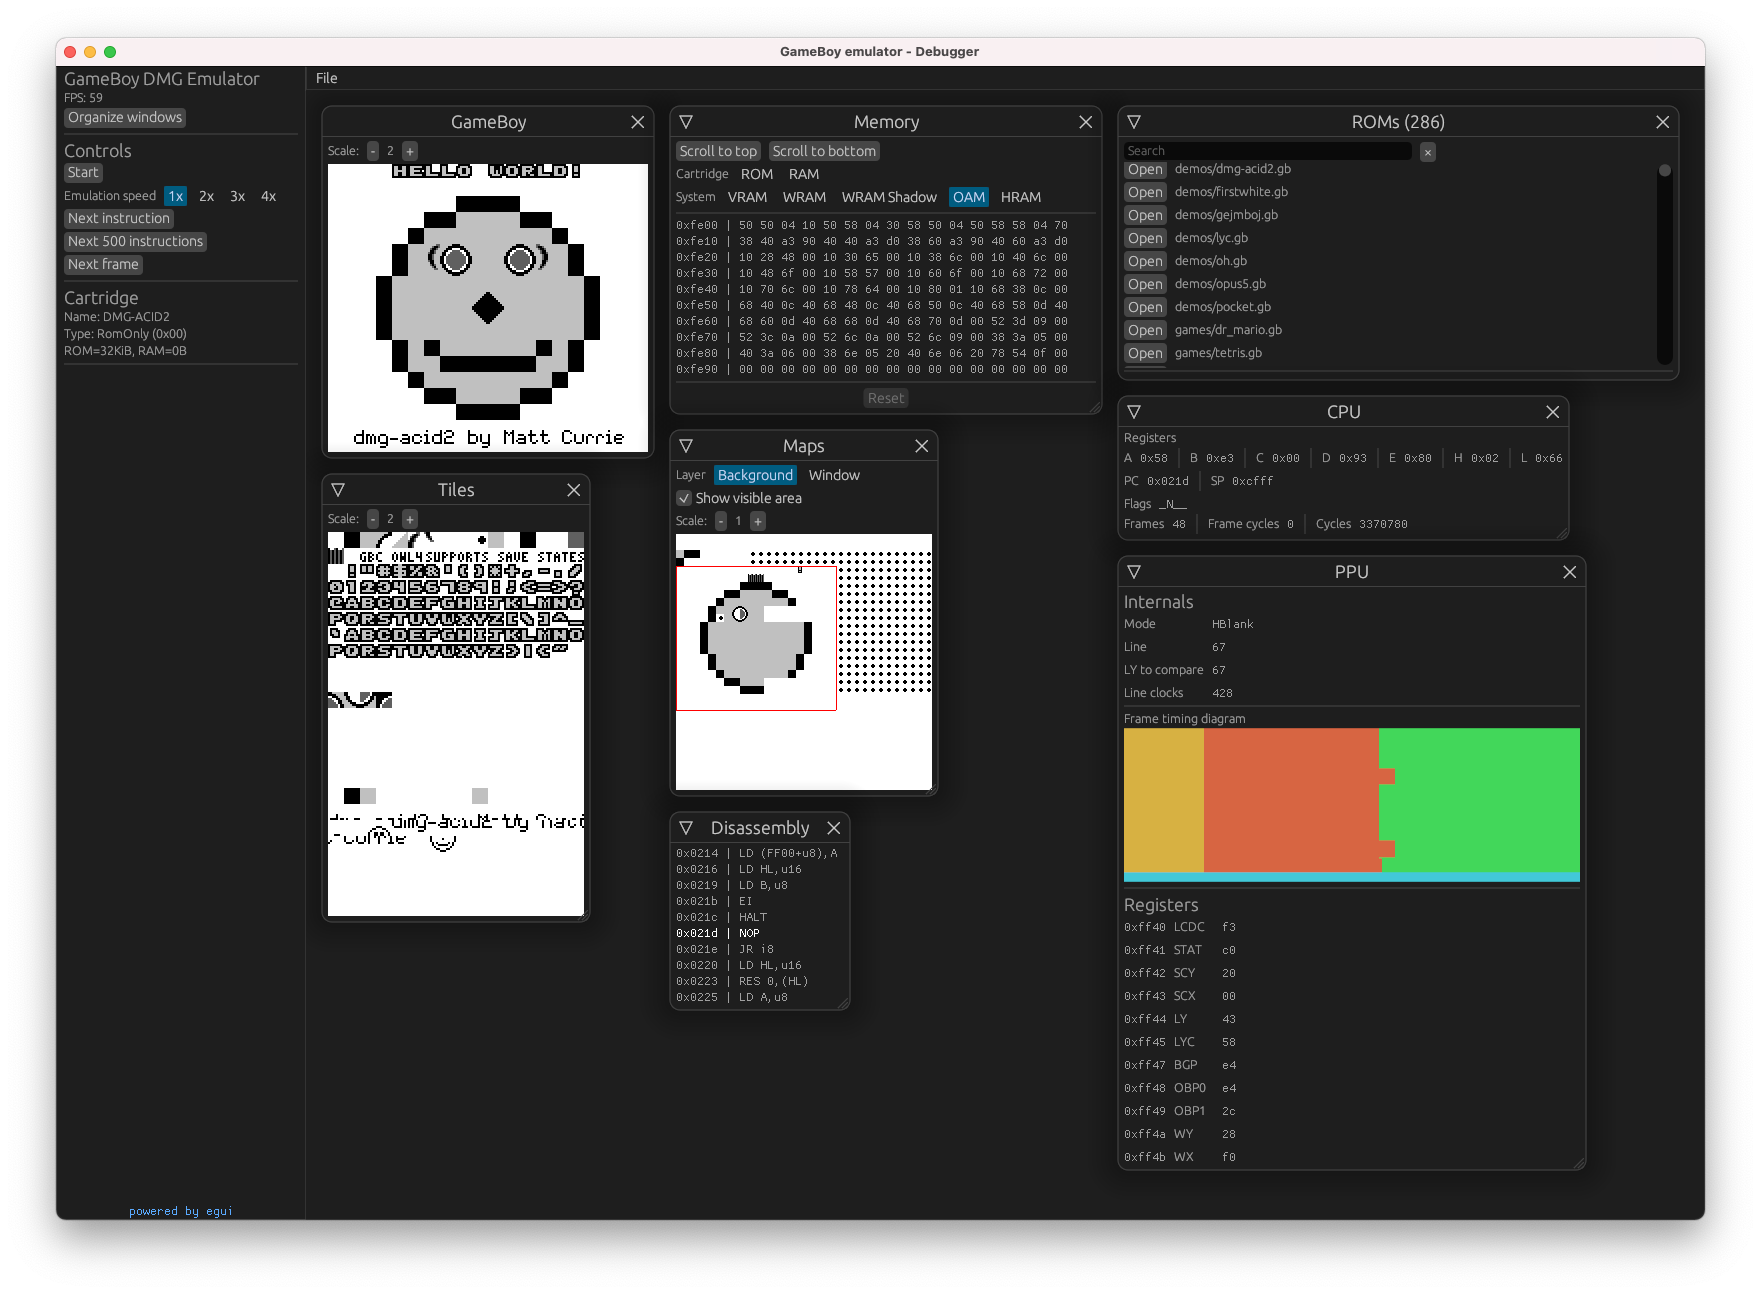 GameBoy emulator - Debugger
GameBoy DMG Emulator
FPS: 59
Organize windows
Controls
Start
Emulation speed 1x 2x 3x 4x
Next instruction
Next 500 instructions
Next frame
Cartridge
Name: DMG-ACID2
Type: RomOnly (0x00)
ROM=32KiB, RAM=0B
powered by egui
File
GameBoy
Scale: - 2 +
HELLO WORLD!
dmg-acid2 by Matt Currie
Tiles
Scale: - 2 +
GBC ONLY SUPPORTS SAVE STATES
!"#$%&'()*+,-./
0123456789:;<=>?
@ABCDEFGHIJKLMNO
PQRSTUVWXYZ[\]^_
`ABCDEFGHIJKLMNO
PQRSTUVWXYZ
Memory
Scroll to top Scroll to bottom
Cartridge ROM RAM
System VRAM WRAM WRAM Shadow OAM HRAM
0xfe00 | 50 50 04 10 50 58 04 30 58 50 04 50 58 58 04 70
0xfe10 | 38 40 a3 90 40 40 a3 d0 38 60 a3 90 40 60 a3 d0
0xfe20 | 10 28 48 00 10 30 65 00 10 38 6c 00 10 40 6c 00
0xfe30 | 10 48 6f 00 10 58 57 00 10 60 6f 00 10 68 72 00
0xfe40 | 10 70 6c 00 10 78 64 00 10 80 01 10 68 38 0c 00
0xfe50 | 68 40 0c 40 68 48 0c 40 68 50 0c 40 68 58 0d 40
0xfe60 | 68 60 0d 40 68 68 0d 40 68 70 0d 00 52 3d 09 00
0xfe70 | 52 3c 0a 00 52 6c 0a 00 52 6c 09 00 38 3a 05 00
0xfe80 | 40 3a 06 00 38 6e 05 20 40 6e 06 20 78 54 0f 00
0xfe90 | 00 00 00 00 00 00 00 00 00 00 00 00 00 00 00 00
Reset
Maps
Layer Background Window
Show visible area
Scale: - 1 +
Disassembly
0x0214 | LD (FF00+u8),A
0x0216 | LD HL,u16
0x0219 | LD B,u8
0x021b | EI
0x021c | HALT
0x021d | NOP
0x021e | JR i8
0x0220 | LD HL,u16
0x0223 | RES 0,(HL)
0x0225 | LD A,u8
ROMs (286)
Search
Open demos/dmg-acid2.gb
Open demos/firstwhite.gb
Open demos/gejmboj.gb
Open demos/lyc.gb
Open demos/oh.gb
Open demos/opus5.gb
Open demos/pocket.gb
Open games/dr_mario.gb
Open games/tetris.gb
CPU
Registers
A 0x58 B 0xe3 C 0x00 D 0x93 E 0x80 H 0x02 L 0x66
PC 0x021d SP 0xcfff
Flags _N__
Frames 48 Frame cycles 0 Cycles 3370780
PPU
Internals
Mode HBlank
Line 67
LY to compare 67
Line clocks 428
Frame timing diagram
Registers
0xff40 LCDC f3
0xff41 STAT c0
0xff42 SCY 20
0xff43 SCX 00
0xff44 LY 43
0xff45 LYC 58
0xff47 BGP e4
0xff48 OBP0 e4
0xff49 OBP1 2c
0xff4a WY 28
0xff4b WX f0